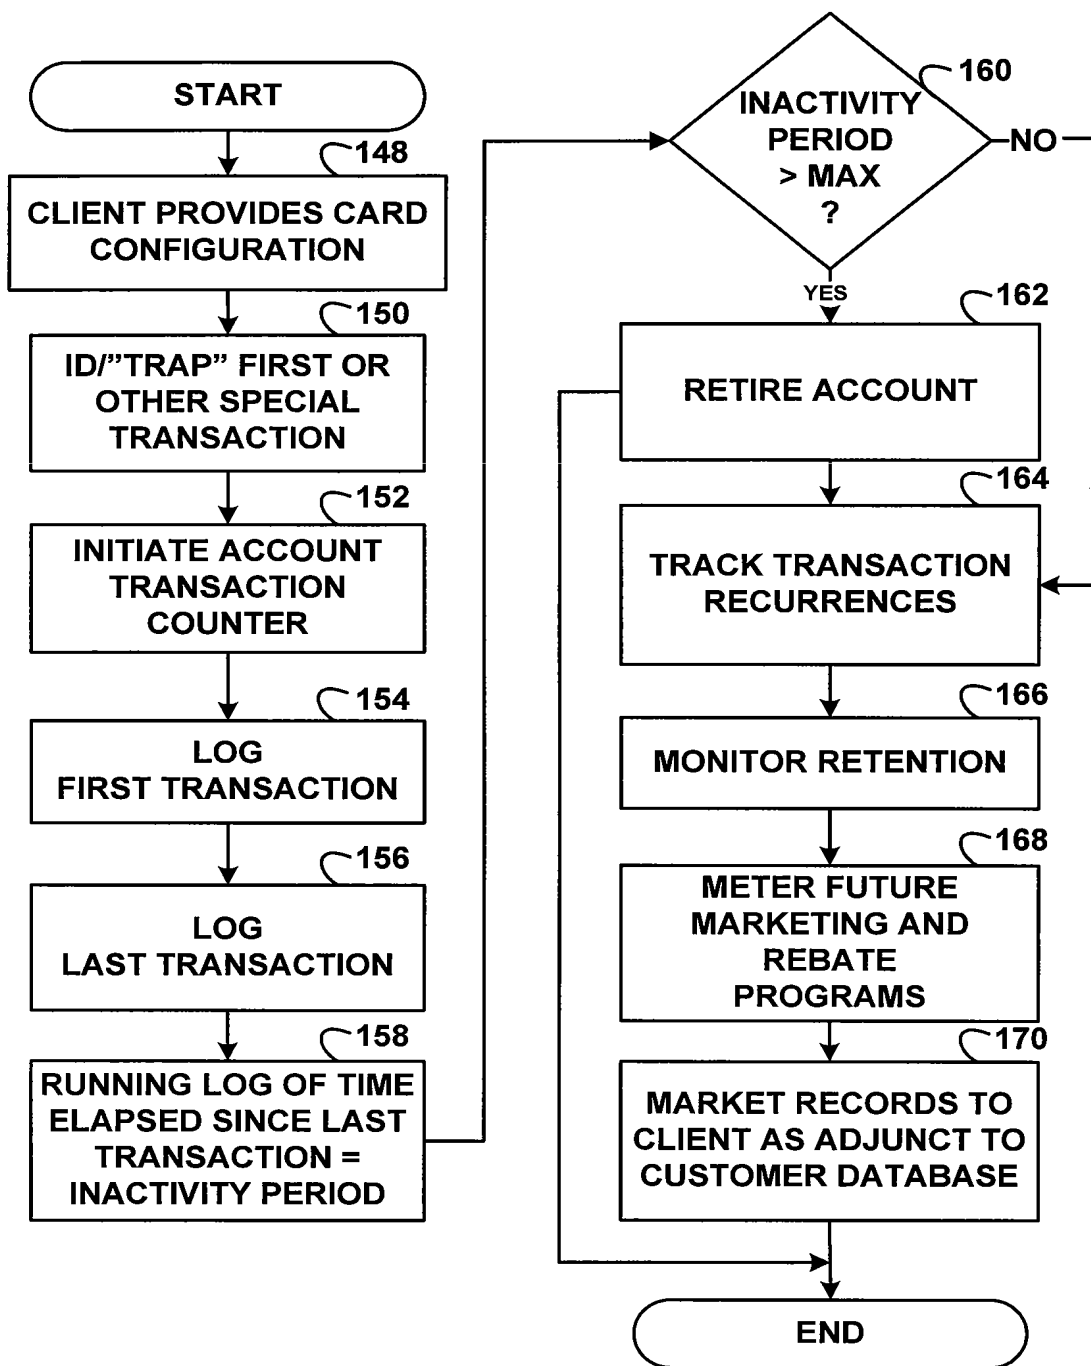 START
148
CLIENT PROVIDES CARD
CONFIGURATION
150
ID/”TRAP” FIRST OR
OTHER SPECIAL
TRANSACTION
152
INITIATE ACCOUNT
TRANSACTION
COUNTER
154
LOG
FIRST TRANSACTION
156
LOG
LAST TRANSACTION
158
RUNNING LOG OF TIME
ELAPSED SINCE LAST
TRANSACTION =
INACTIVITY PERIOD
160
INACTIVITY
PERIOD
> MAX
?
NO
YES
162
RETIRE ACCOUNT
164
TRACK TRANSACTION
RECURRENCES
166
MONITOR RETENTION
168
METER FUTURE
MARKETING AND
REBATE
PROGRAMS
170
MARKET RECORDS TO
CLIENT AS ADJUNCT TO
CUSTOMER DATABASE
END